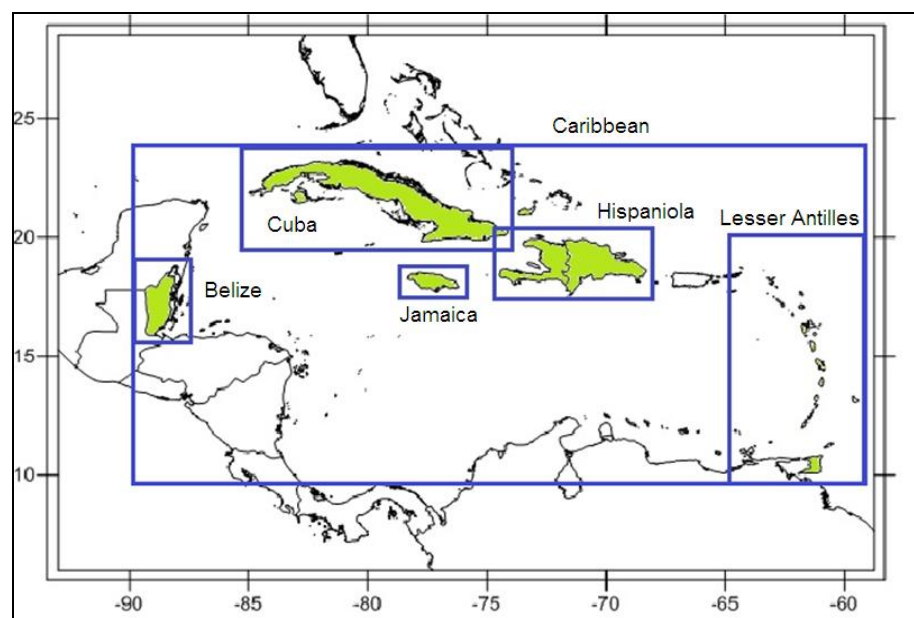 Caribbean
25
Cuba
Hispaniola
Lesser Antilles
20
Belize
Jamaica
15
10
-90 -85 -80 -75 -70 -65 -60